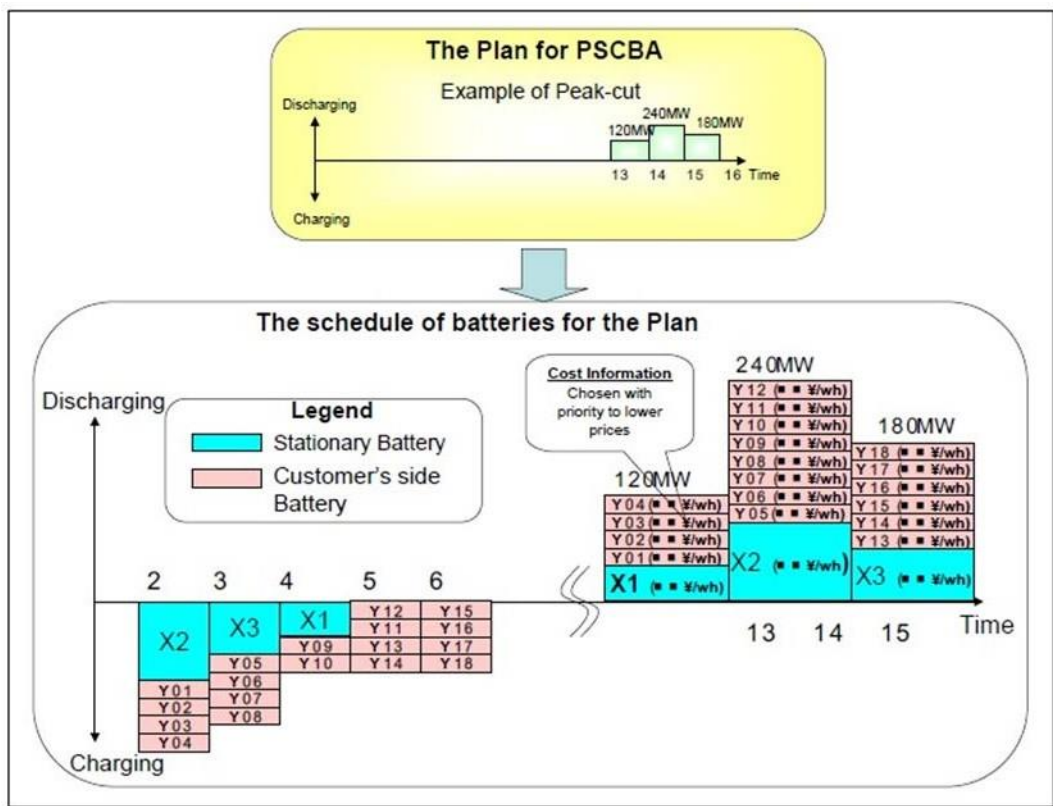 The Plan for PSCBA
Example of Peak-cut
Discharging
240MW
120MW
180MW
13 14 15 16 Time
Charging
The schedule of batteries for the Plan
Cost Information
Chosen with
priority to lower
prices
Discharging
Legend
Stationary Battery
Customer's side
Battery
240MW
Y12 (■ ■ ¥/wh)
Y11 (■ ■ ¥/wh)
Y10 (■ ■ ¥/wh)
Y09 (■ ■ ¥/wh)
Y08 (■ ■ ¥/wh)
Y07 (■ ■ ¥/wh)
Y06 (■ ■ ¥/wh)
Y05 (■ ■ ¥/wh)
X2 (■ ■ ¥/wh)
180MW
Y18 (■ ■ ¥/wh)
Y17 (■ ■ ¥/wh)
Y16 (■ ■ ¥/wh)
Y15 (■ ■ ¥/wh)
Y14 (■ ■ ¥/wh)
Y13 (■ ■ ¥/wh)
X3 (■ ■ ¥/wh)
120MW
Y04 (■ ■ ¥/wh)
Y03 (■ ■ ¥/wh)
Y02 (■ ■ ¥/wh)
Y01 (■ ■ ¥/wh)
X1 (■ ■ ¥/wh)
13 14 15
Time
2 3 4 5 6
X2
Y01
Y02
Y03
Y04
X3
Y05
Y06
Y07
Y08
X1
Y09
Y10
Y12
Y11
Y13
Y14
Y15
Y16
Y17
Y18
Charging